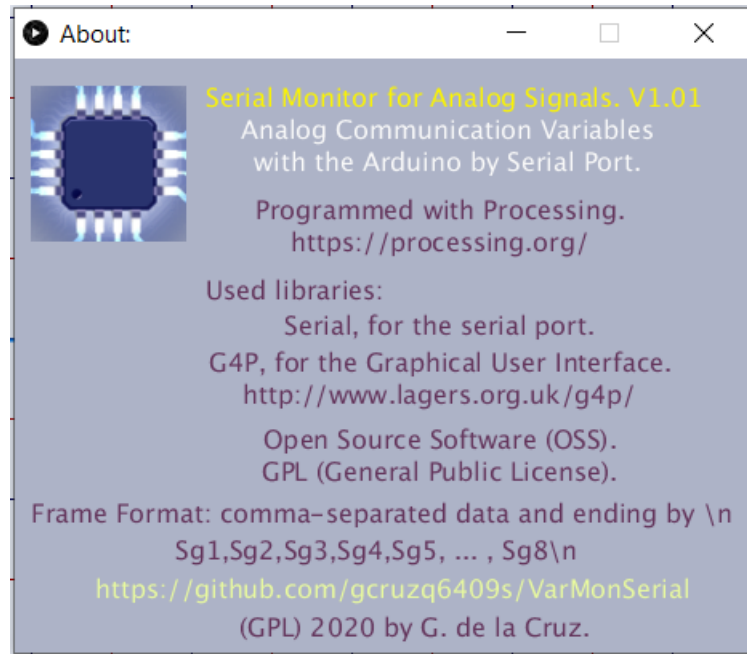 About:
Serial Monitor for Analog Signals. V1.01
Analog Communication Variables
with the Arduino by Serial Port.
Programmed with Processing.
https://processing.org/
Used libraries:
Serial, for the serial port.
G4P, for the Graphical User Interface.
http://www.lagers.org.uk/g4p/
Open Source Software (OSS).
GPL (General Public License).
Frame Format: comma-separated data and ending by \n
Sg1,Sg2,Sg3,Sg4,Sg5, ... , Sg8\n
https://github.com/gcruzq6409s/VarMonSerial
(GPL) 2020 by G. de la Cruz.